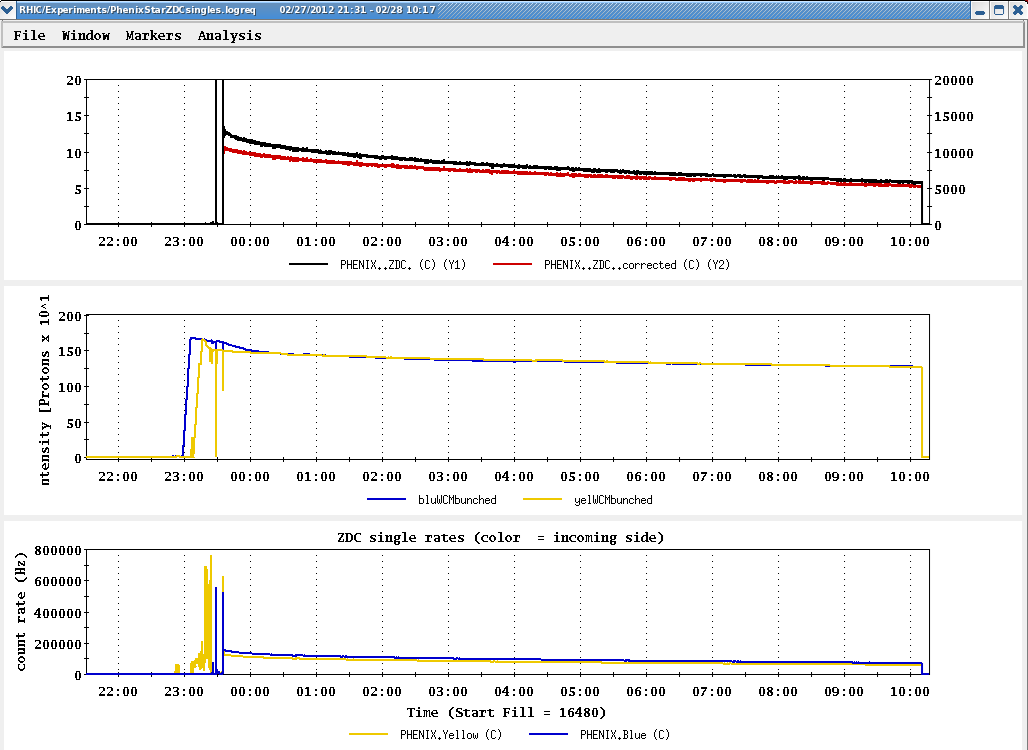 RHIC/Experiments/PhenixStarZDCsingles.logreq 02/27/2012 21:31 - 02/28 10:17
File Window Markers Analysis
20 20000
15 15000
10 10000
5 5000
0 0
22:00 23:00 00:00 01:00 02:00 03:00 04:00 05:00 06:00 07:00 08:00 09:00 10:00
PHENIX..ZDC. (C) (Y1) PHENIX..ZDC..corrected (C) (Y2)
ntensity [Protons x 10^1
200
150
100
50
0
22:00 23:00 00:00 01:00 02:00 03:00 04:00 05:00 06:00 07:00 08:00 09:00 10:00
bluWCMbunched yelWCMbunched
ZDC single rates (color = incoming side)
count rate (Hz)
800000
600000
400000
200000
0
22:00 23:00 00:00 01:00 02:00 03:00 04:00 05:00 06:00 07:00 08:00 09:00 10:00
Time (Start Fill = 16480)
PHENIX.Yellow (C) PHENIX.Blue (C)